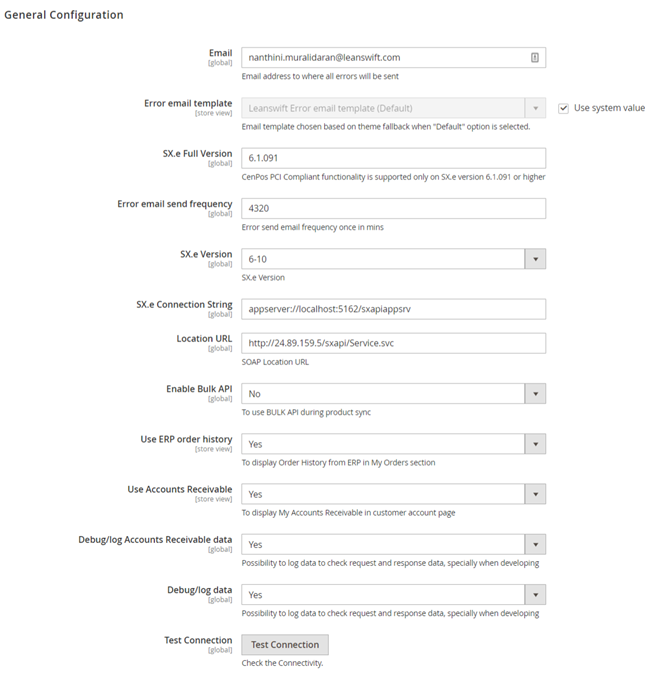 General Configuration
Email
[global]
nanthini.muralidaran@leanswift.com
Email address to where all errors will be sent
Error email template
[store view]
Leanswift Error email template (Default)
Use system value
Email template chosen based on theme fallback when "Default" option is selected.
SX.e Full Version
[global]
6.1.091
CenPos PCI Compliant functionality is supported only on SX.e version 6.1.091 or higher
Error email send frequency
[global]
4320
Error send email frequency once in mins
SX.e Version
[global]
6-10
SX.e Version
SX.e Connection String
[global]
appserver://localhost:5162/sxapiappsrv
Location URL
[global]
http://24.89.159.5/sxapi/Service.svc
SOAP Location URL
Enable Bulk API
[global]
No
To use BULK API during product sync
Use ERP order history
[store view]
Yes
To display Order History from ERP in My Orders section
Use Accounts Receivable
[store view]
Yes
To display My Accounts Receivable in customer account page
Debug/log Accounts Receivable data
[global]
Yes
Possibility to log data to check request and response data, specially when developing
Debug/log data
[global]
Yes
Possibility to log data to check request and response data, specially when developing
Test Connection
[global]
Test Connection
Check the Connectivity.